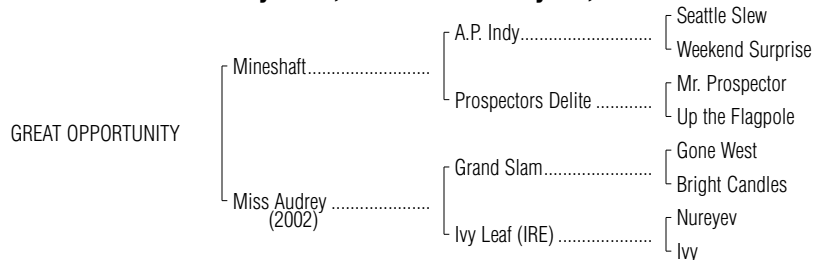 Seattle Slew
A.P. Indy
Weekend Surprise
Mineshaft
Mr. Prospector
Prospectors Delite
Up the Flagpole
GREAT OPPORTUNITY
Gone West
Grand Slam
Bright Candles
Miss Audrey
(2002)
Nureyev
Ivy Leaf (IRE)
Ivy